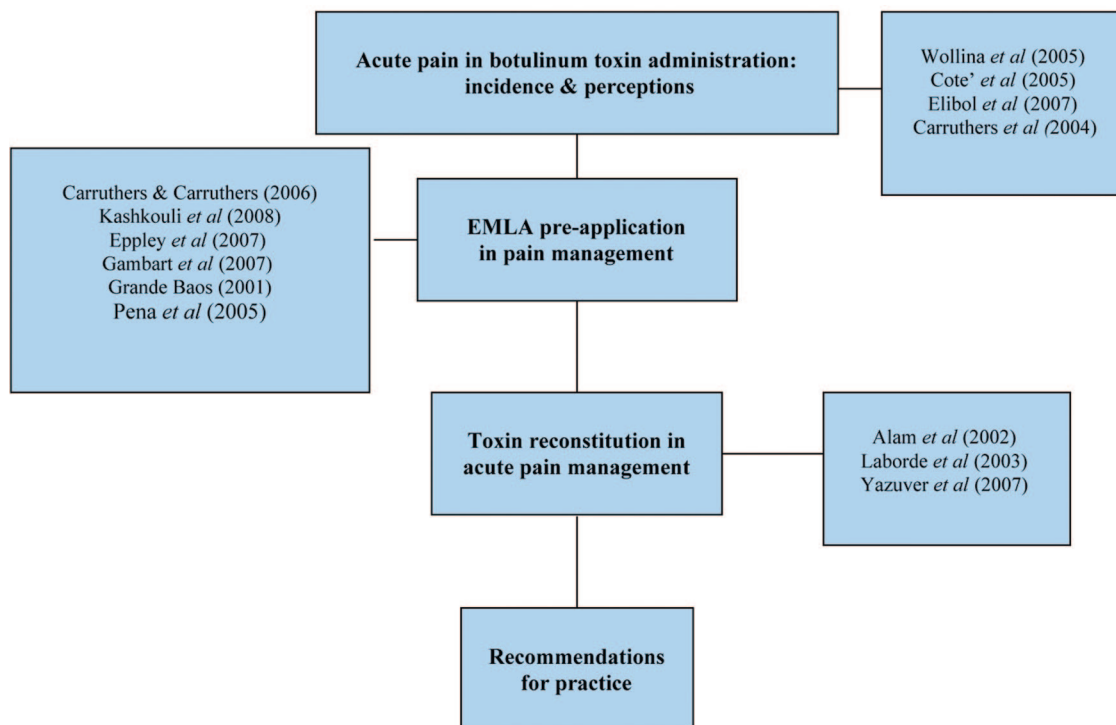 Acute pain in botulinum toxin administration:
incidence & perceptions
Wollina et al (2005)
Cote’ et al (2005)
Elibol et al (2007)
Carruthers et al (2004)
Carruthers & Carruthers (2006)
Kashkouli et al (2008)
Eppley et al (2007)
Gambart et al (2007)
Grande Baos (2001)
Pena et al (2005)
EMLA pre-application
in pain management
Toxin reconstitution in
acute pain management
Alam et al (2002)
Laborde et al (2003)
Yazuver et al (2007)
Recommendations
for practice